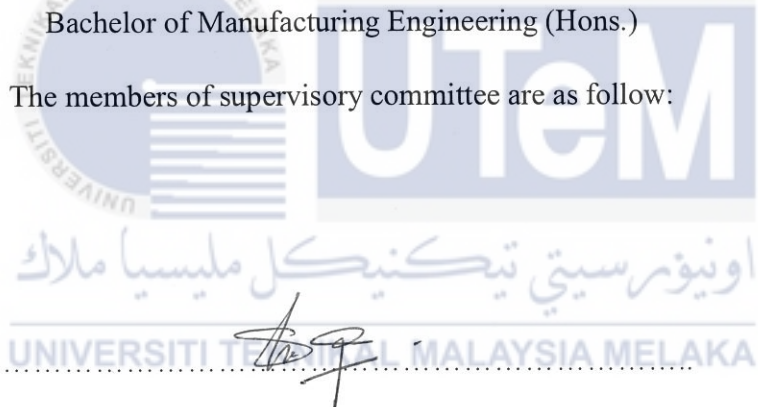 Bachelor of Manufacturing Engineering (Hons.)
The members of supervisory committee are as follow:
UTeM
اونيۏرسيتي تيكنيكل مليسيا ملاك
UNIVERSITI TEKNIKAL MALAYSIA MELAKA